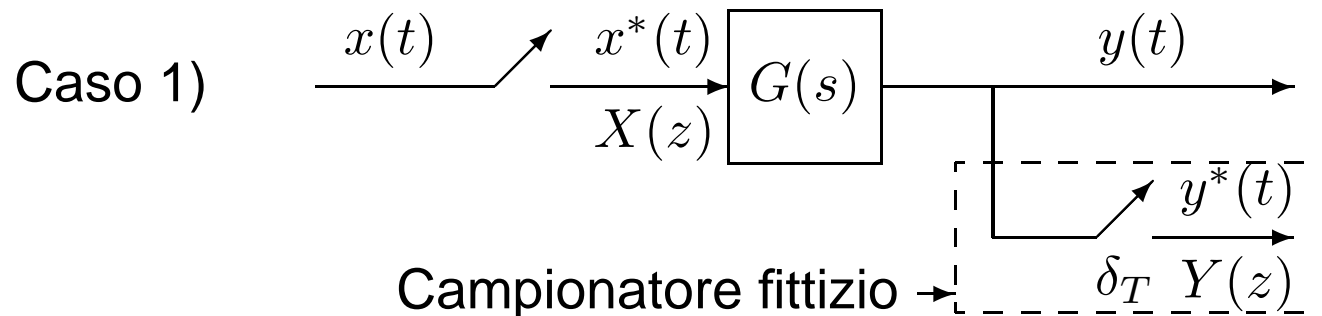 x(t) x*(t) y(t)
Caso 1) G(s)
X(z)
y*(t)
Campionatore fittizio δ_T Y(z)